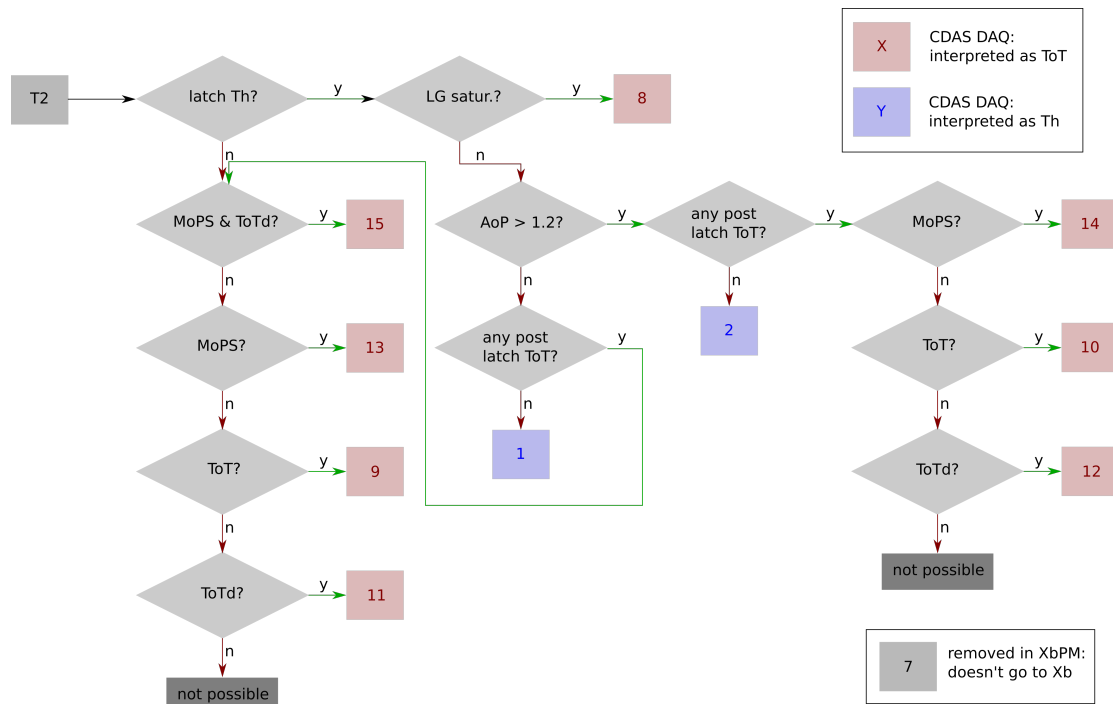 X
CDAS DAQ:
interpreted as ToT
Y
CDAS DAQ:
interpreted as Th
T2
latch Th?
y
LG satur.?
y
8
n
n
MoPS & ToTd?
y
15
AoP > 1.2?
y
any post
latch ToT?
y
MoPS?
y
14
n
n
n
n
MoPS?
y
13
any post
latch ToT?
y
2
ToT?
y
10
n
n
n
ToT?
y
9
1
ToTd?
y
12
n
n
ToTd?
y
11
not possible
n
not possible
7
removed in XbPM:
doesn't go to Xb